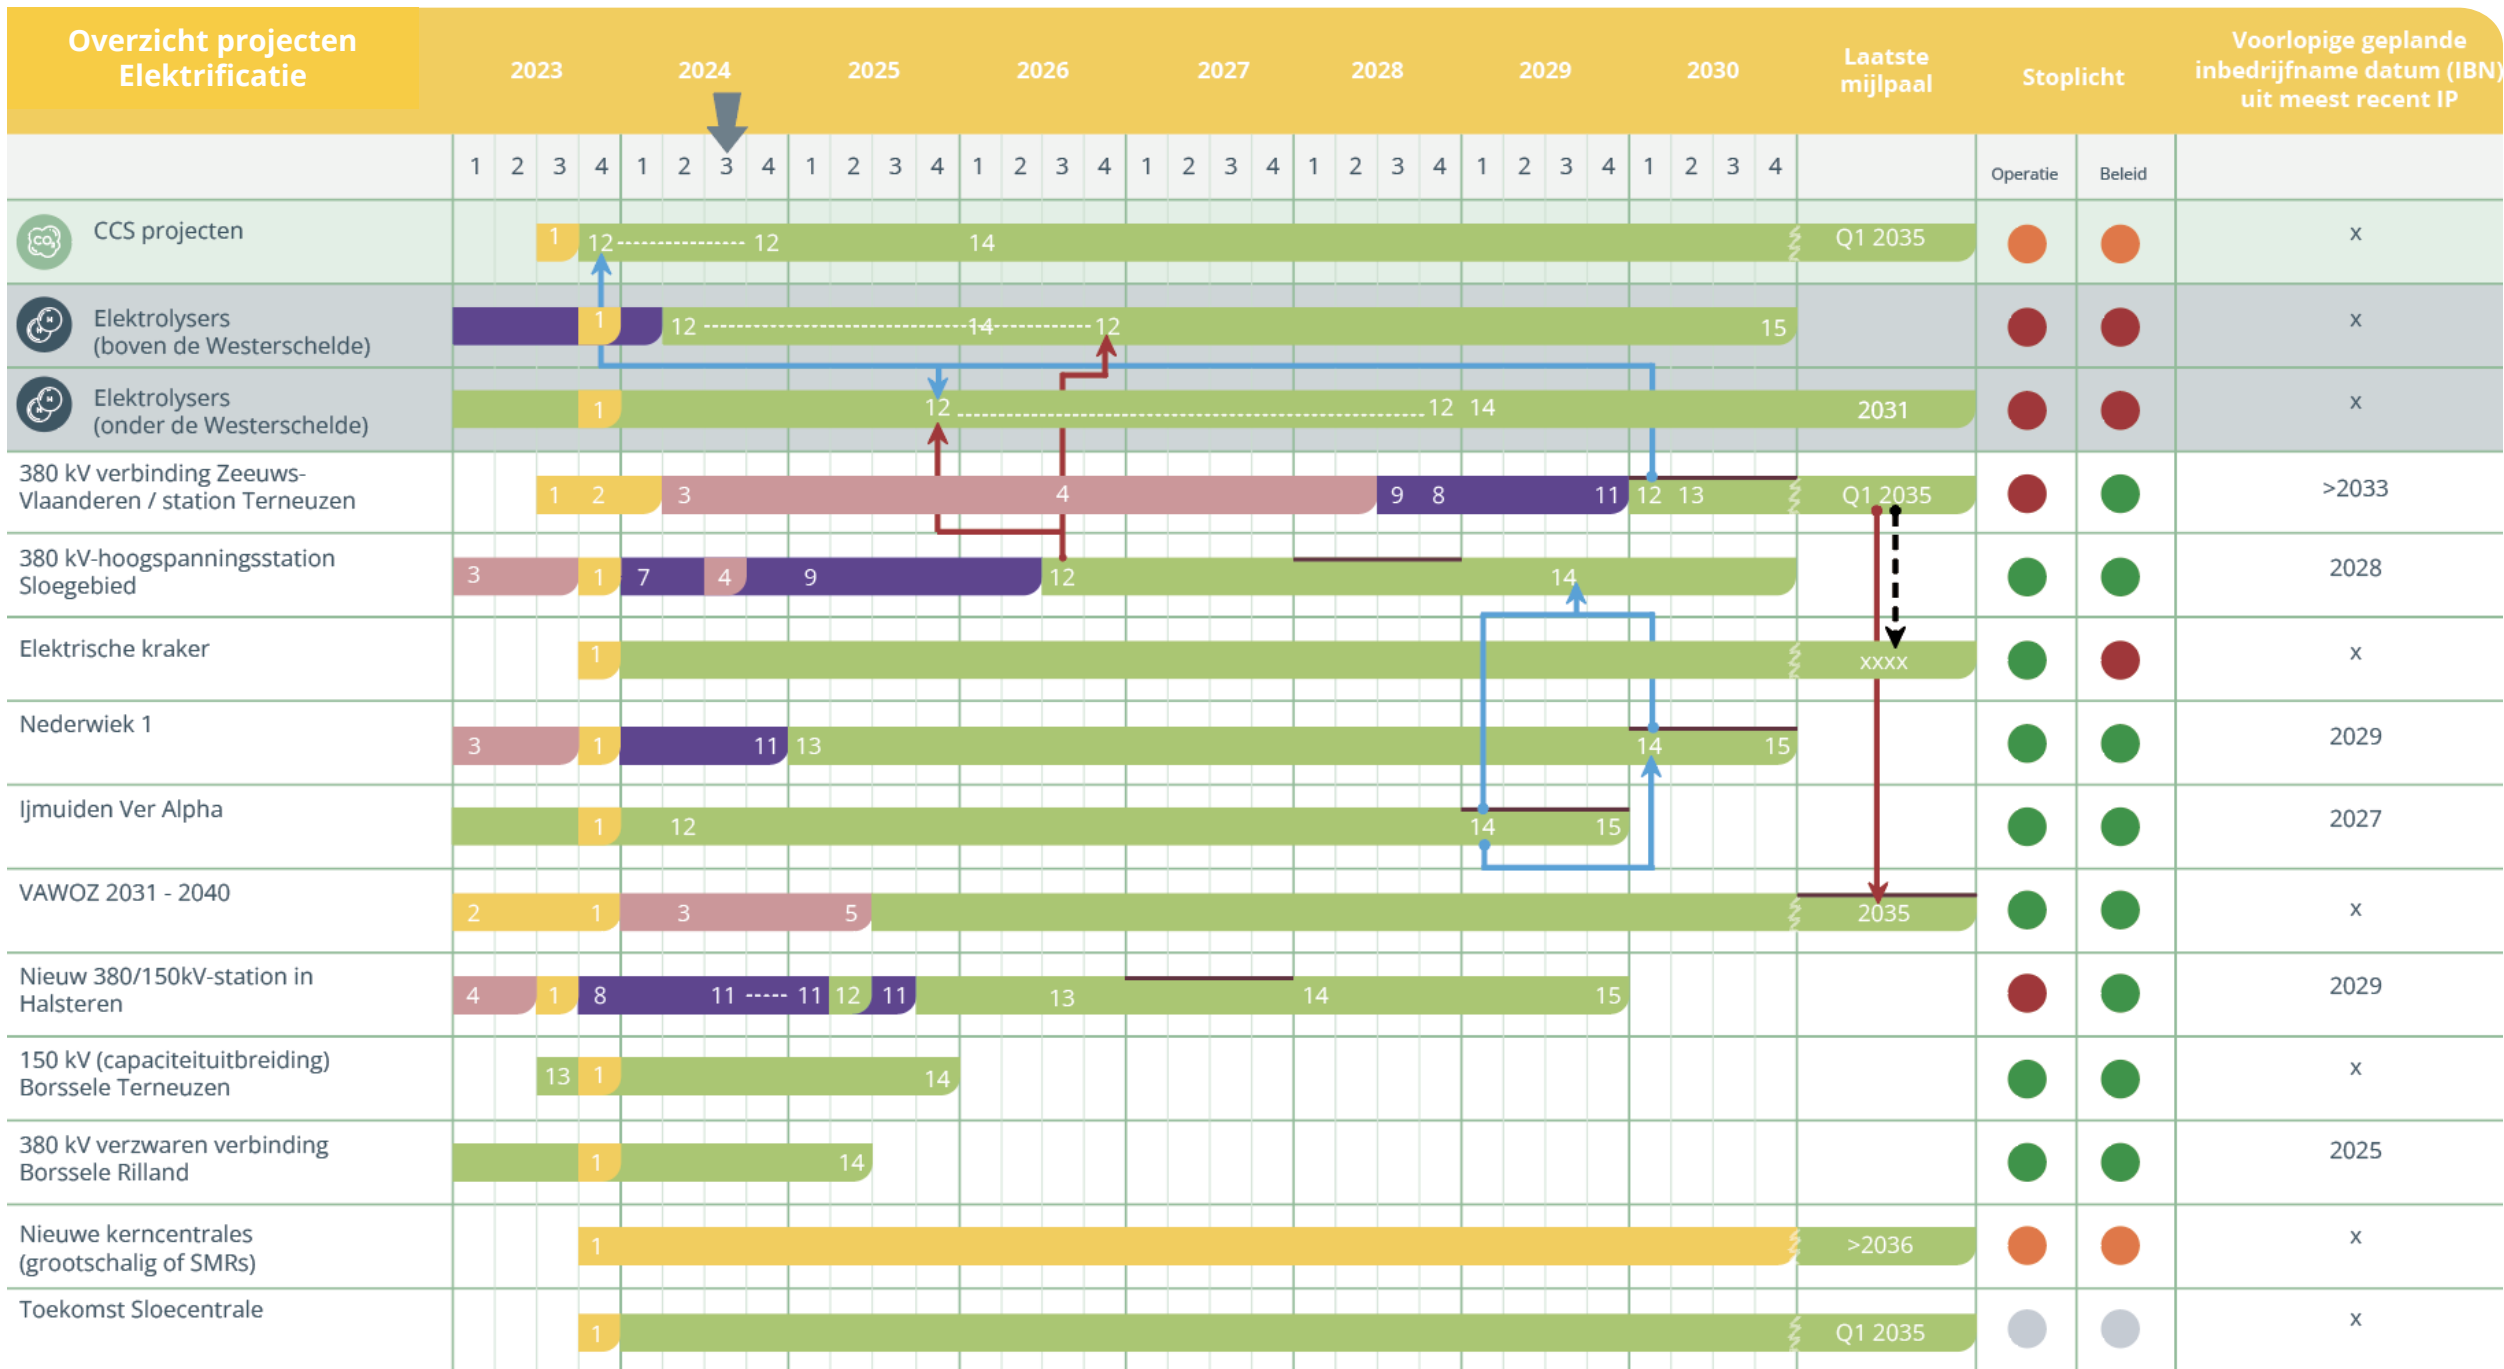 Overzicht projecten
Elektrificatie
2023 2024 2025 2026 2027 2028 2029 2030
Laatste
mijlpaal
Stoplicht
Voorlopige geplande
inbedrijfname datum (IBN)
uit meest recent IP
1 2 3 4 1 2 3 4 1 2 3 4 1 2 3 4 1 2 3 4 1 2 3 4 1 2 3 4 1 2 3 4
Operatie Beleid
CO₂
CCS projecten
1 12 12 14 Q1 2035 x
H H
Elektrolysers
(boven de Westerschelde)
1 12 14 12 15 x
H H
Elektrolysers
(onder de Westerschelde)
1 12 12 14 2031 x
380 kV verbinding Zeeuws-
Vlaanderen / station Terneuzen
1 2 3 4 9 8 11 12 13 Q1 2035 >2033
380 kV-hoogspanningsstation
Sloegebied
3 1 7 4 9 12 14 2028
Elektrische kraker
1 xxxx x
Nederwiek 1
3 1 11 13 14 15 2029
Ijmuiden Ver Alpha
1 12 14 15 2027
VAWOZ 2031 - 2040
2 1 3 5 2035 x
Nieuw 380/150kV-station in
Halsteren
4 1 8 11 11 12 11 13 14 15 2029
150 kV (capaciteituitbreiding)
Borssele Terneuzen
13 1 14 x
380 kV verzwaren verbinding
Borssele Rilland
1 14 2025
Nieuwe kerncentrales
(grootschalig of SMRs)
1 >2036 x
Toekomst Sloecentrale
1 Q1 2035 x